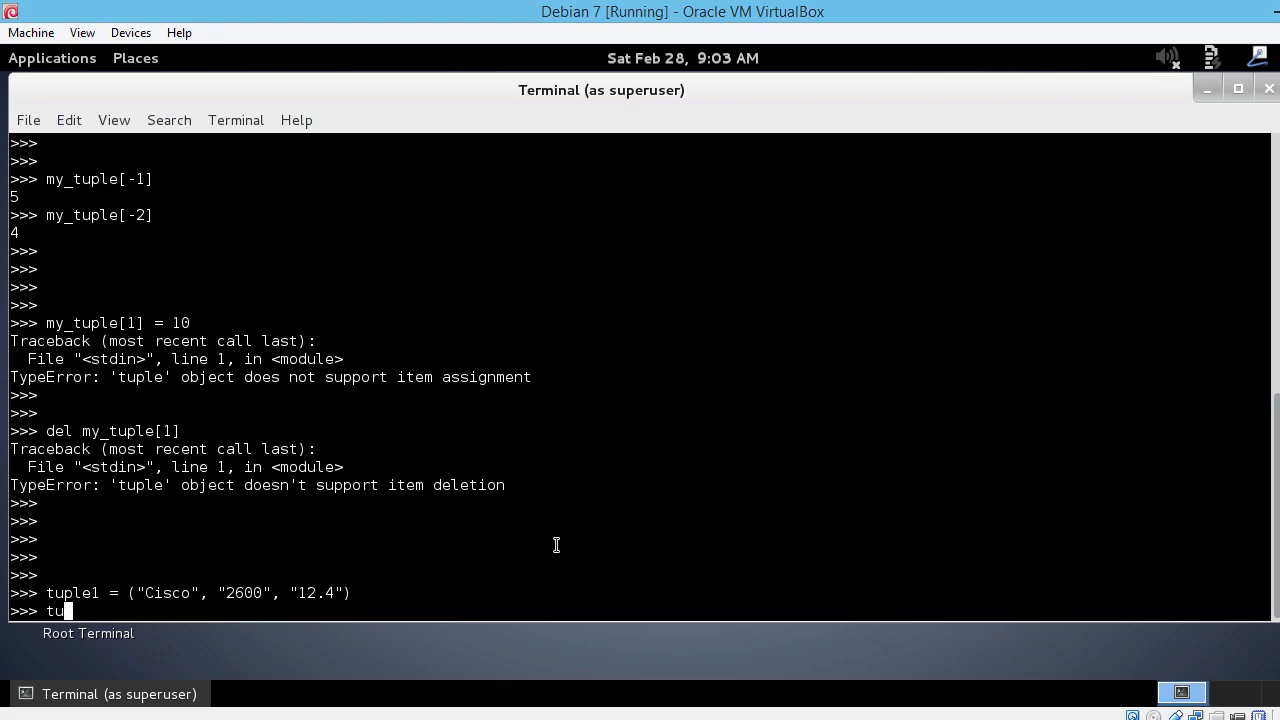 Debian 7 [Running] - Oracle VM VirtualBox
Machine View Devices Help
Applications Places Sat Feb 28, 9:03 AM
Terminal (as superuser)
File Edit View Search Terminal Help
>>>
>>>
>>> my_tuple[-1]
5
>>> my_tuple[-2]
4
>>>
>>>
>>>
>>>
>>> my_tuple[1] = 10
Traceback (most recent call last):
  File "<stdin>", line 1, in <module>
TypeError: 'tuple' object does not support item assignment
>>>
>>>
>>> del my_tuple[1]
Traceback (most recent call last):
  File "<stdin>", line 1, in <module>
TypeError: 'tuple' object doesn't support item deletion
>>>
>>>
>>>
>>>
>>>
>>> tuple1 = ("Cisco", "2600", "12.4")
>>> tu
Root Terminal
Terminal (as superuser)